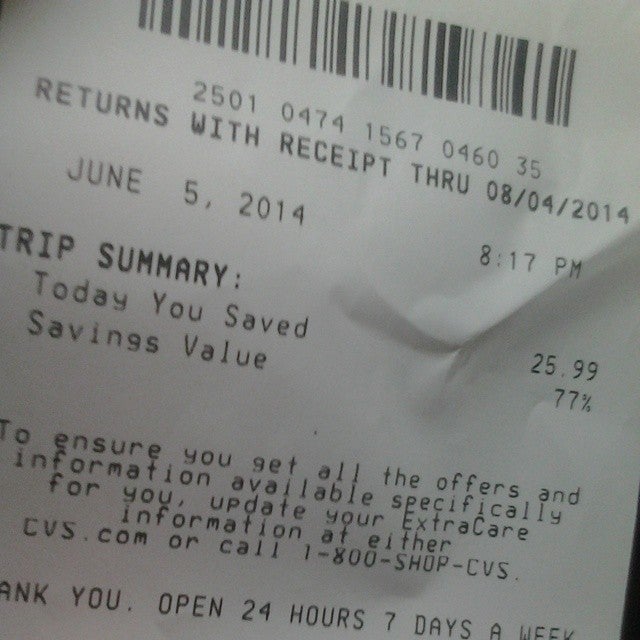 2501 0474 1567 0460 35
RETURNS WITH RECEIPT THRU 08/04/2014
JUNE 5, 2014 8:17 PM
TRIP SUMMARY:
Today You Saved 25.99
Savings Value 77%
To ensure you get all the offers and
information available specifically
for you, update your ExtraCare
information at either
CVS.com or call 1-800-SHOP-CVS.
ANK YOU. OPEN 24 HOURS 7 DAYS A WEEK